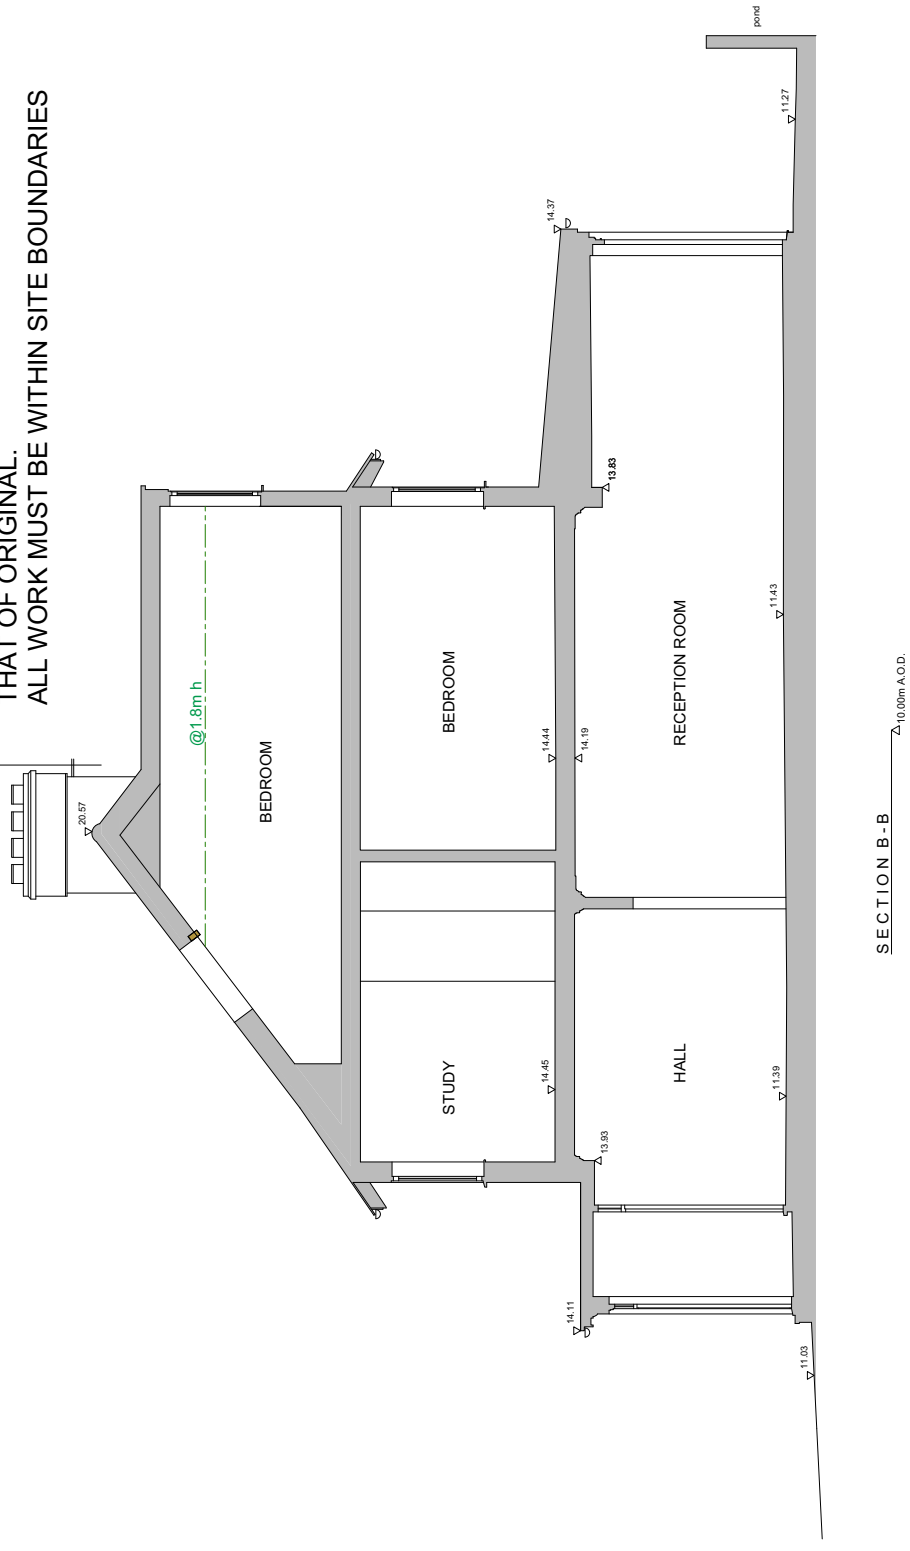 THAT OF ORIGINAL.
ALL WORK MUST BE WITHIN SITE BOUNDARIES
20.57
@1.8m h
BEDROOM
STUDY
14.45
BEDROOM
14.44
14.37
14.11
13.93
14.19
13.83
HALL
RECEPTION ROOM
11.03
11.39
11.43
11.27
pond
SECTION B-B
10.00m A.O.D.